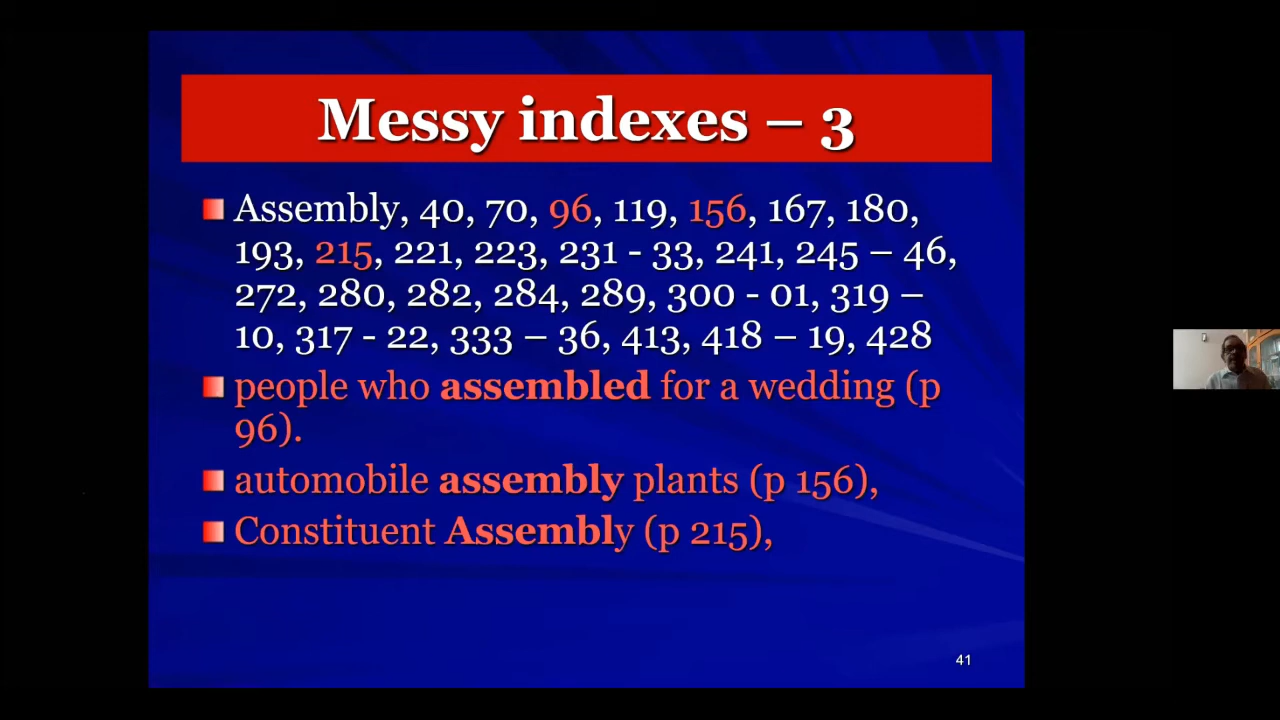 Messy indexes – 3
Assembly, 40, 70, 96, 119, 156, 167, 180,
193, 215, 221, 223, 231 - 33, 241, 245 – 46,
272, 280, 282, 284, 289, 300 - 01, 319 –
10, 317 - 22, 333 – 36, 413, 418 – 19, 428
people who assembled for a wedding (p
96).
automobile assembly plants (p 156),
Constituent Assembly (p 215),
41